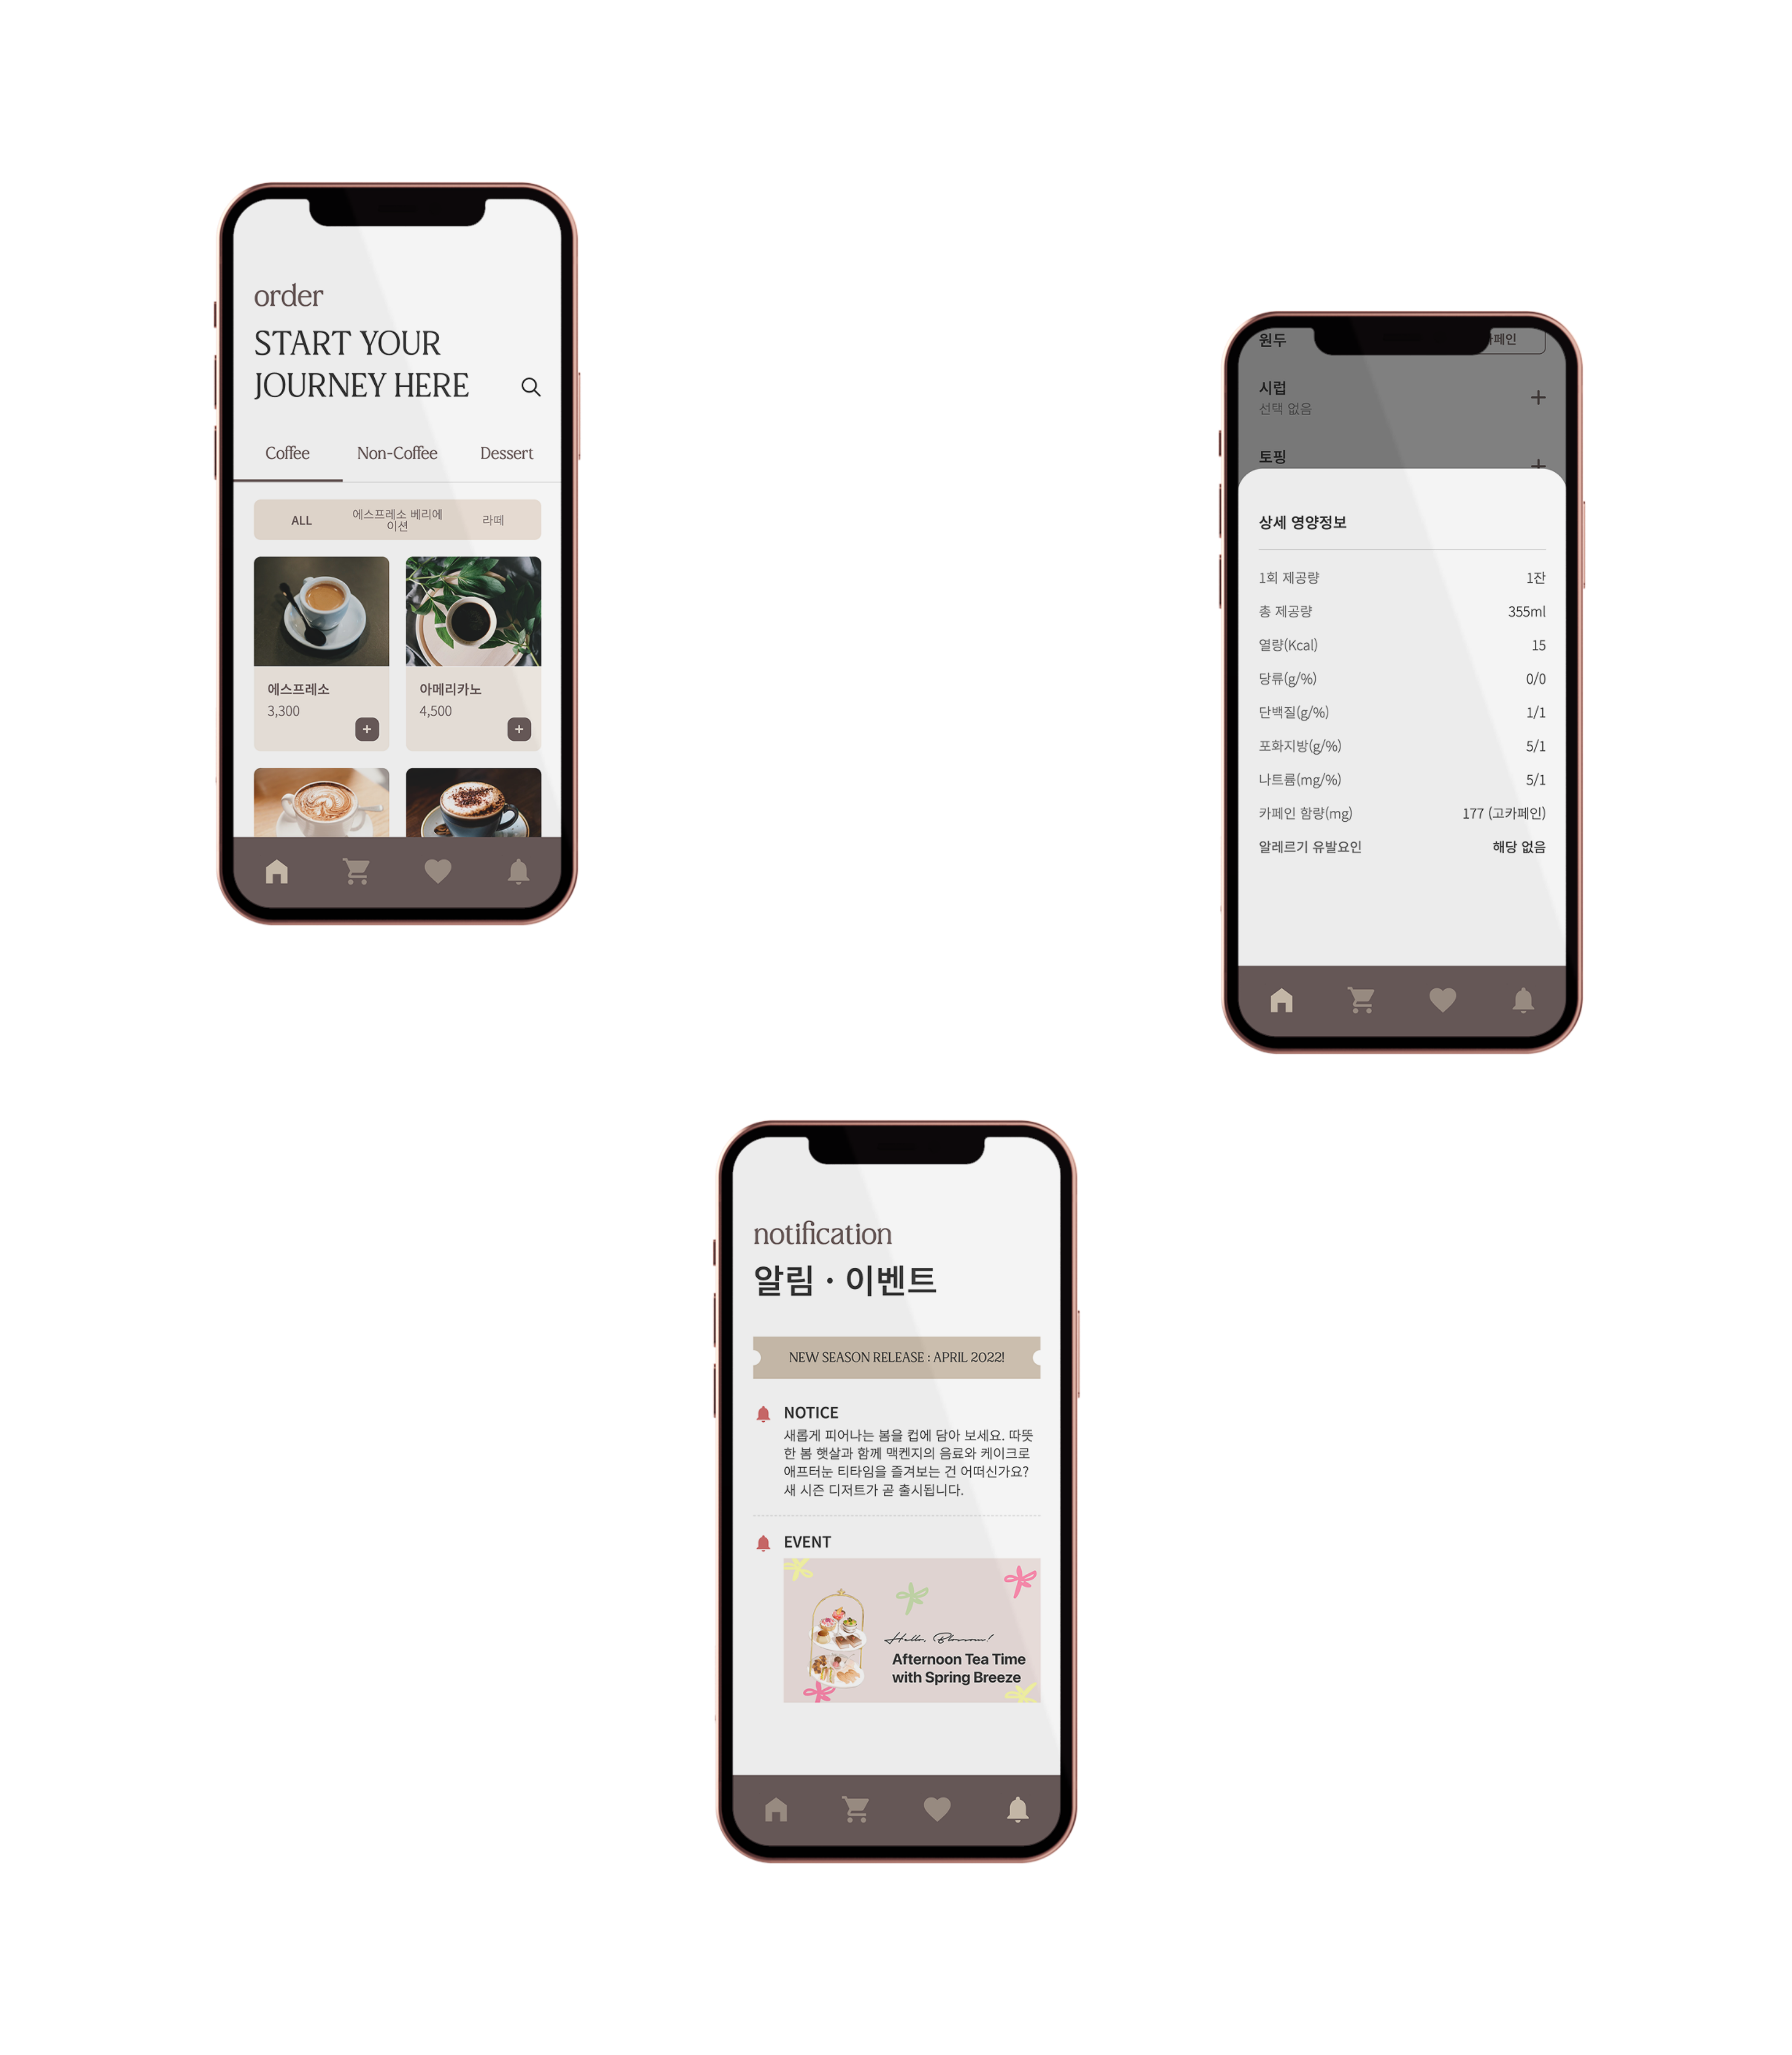 order
START YOUR
JOURNEY HERE
Coffee Non-Coffee Dessert
ALL 에스프레소 베리에
이션 라떼
에스프레소 아메리카노
3,300 4,500
원두
시럽
선택 없음
토핑
상세 영양정보
1회 제공량 1잔
총 제공량 355ml
열량(Kcal) 15
당류(g/%) 0/0
단백질(g/%) 1/1
포화지방(g/%) 5/1
나트륨(mg/%) 5/1
카페인 함량(mg) 177 (고카페인)
알레르기 유발요인 해당 없음
notification
알림 · 이벤트
NEW SEASON RELEASE : APRIL 2022!
NOTICE
새롭게 피어나는 봄을 컵에 담아 보세요. 따뜻
한 봄 햇살과 함께 맥켄지의 음료와 케이크로
애프터눈 티타임을 즐겨보는 건 어떠신가요?
새 시즌 디저트가 곧 출시됩니다.
EVENT
Hello, Blossom!
Afternoon Tea Time
with Spring Breeze